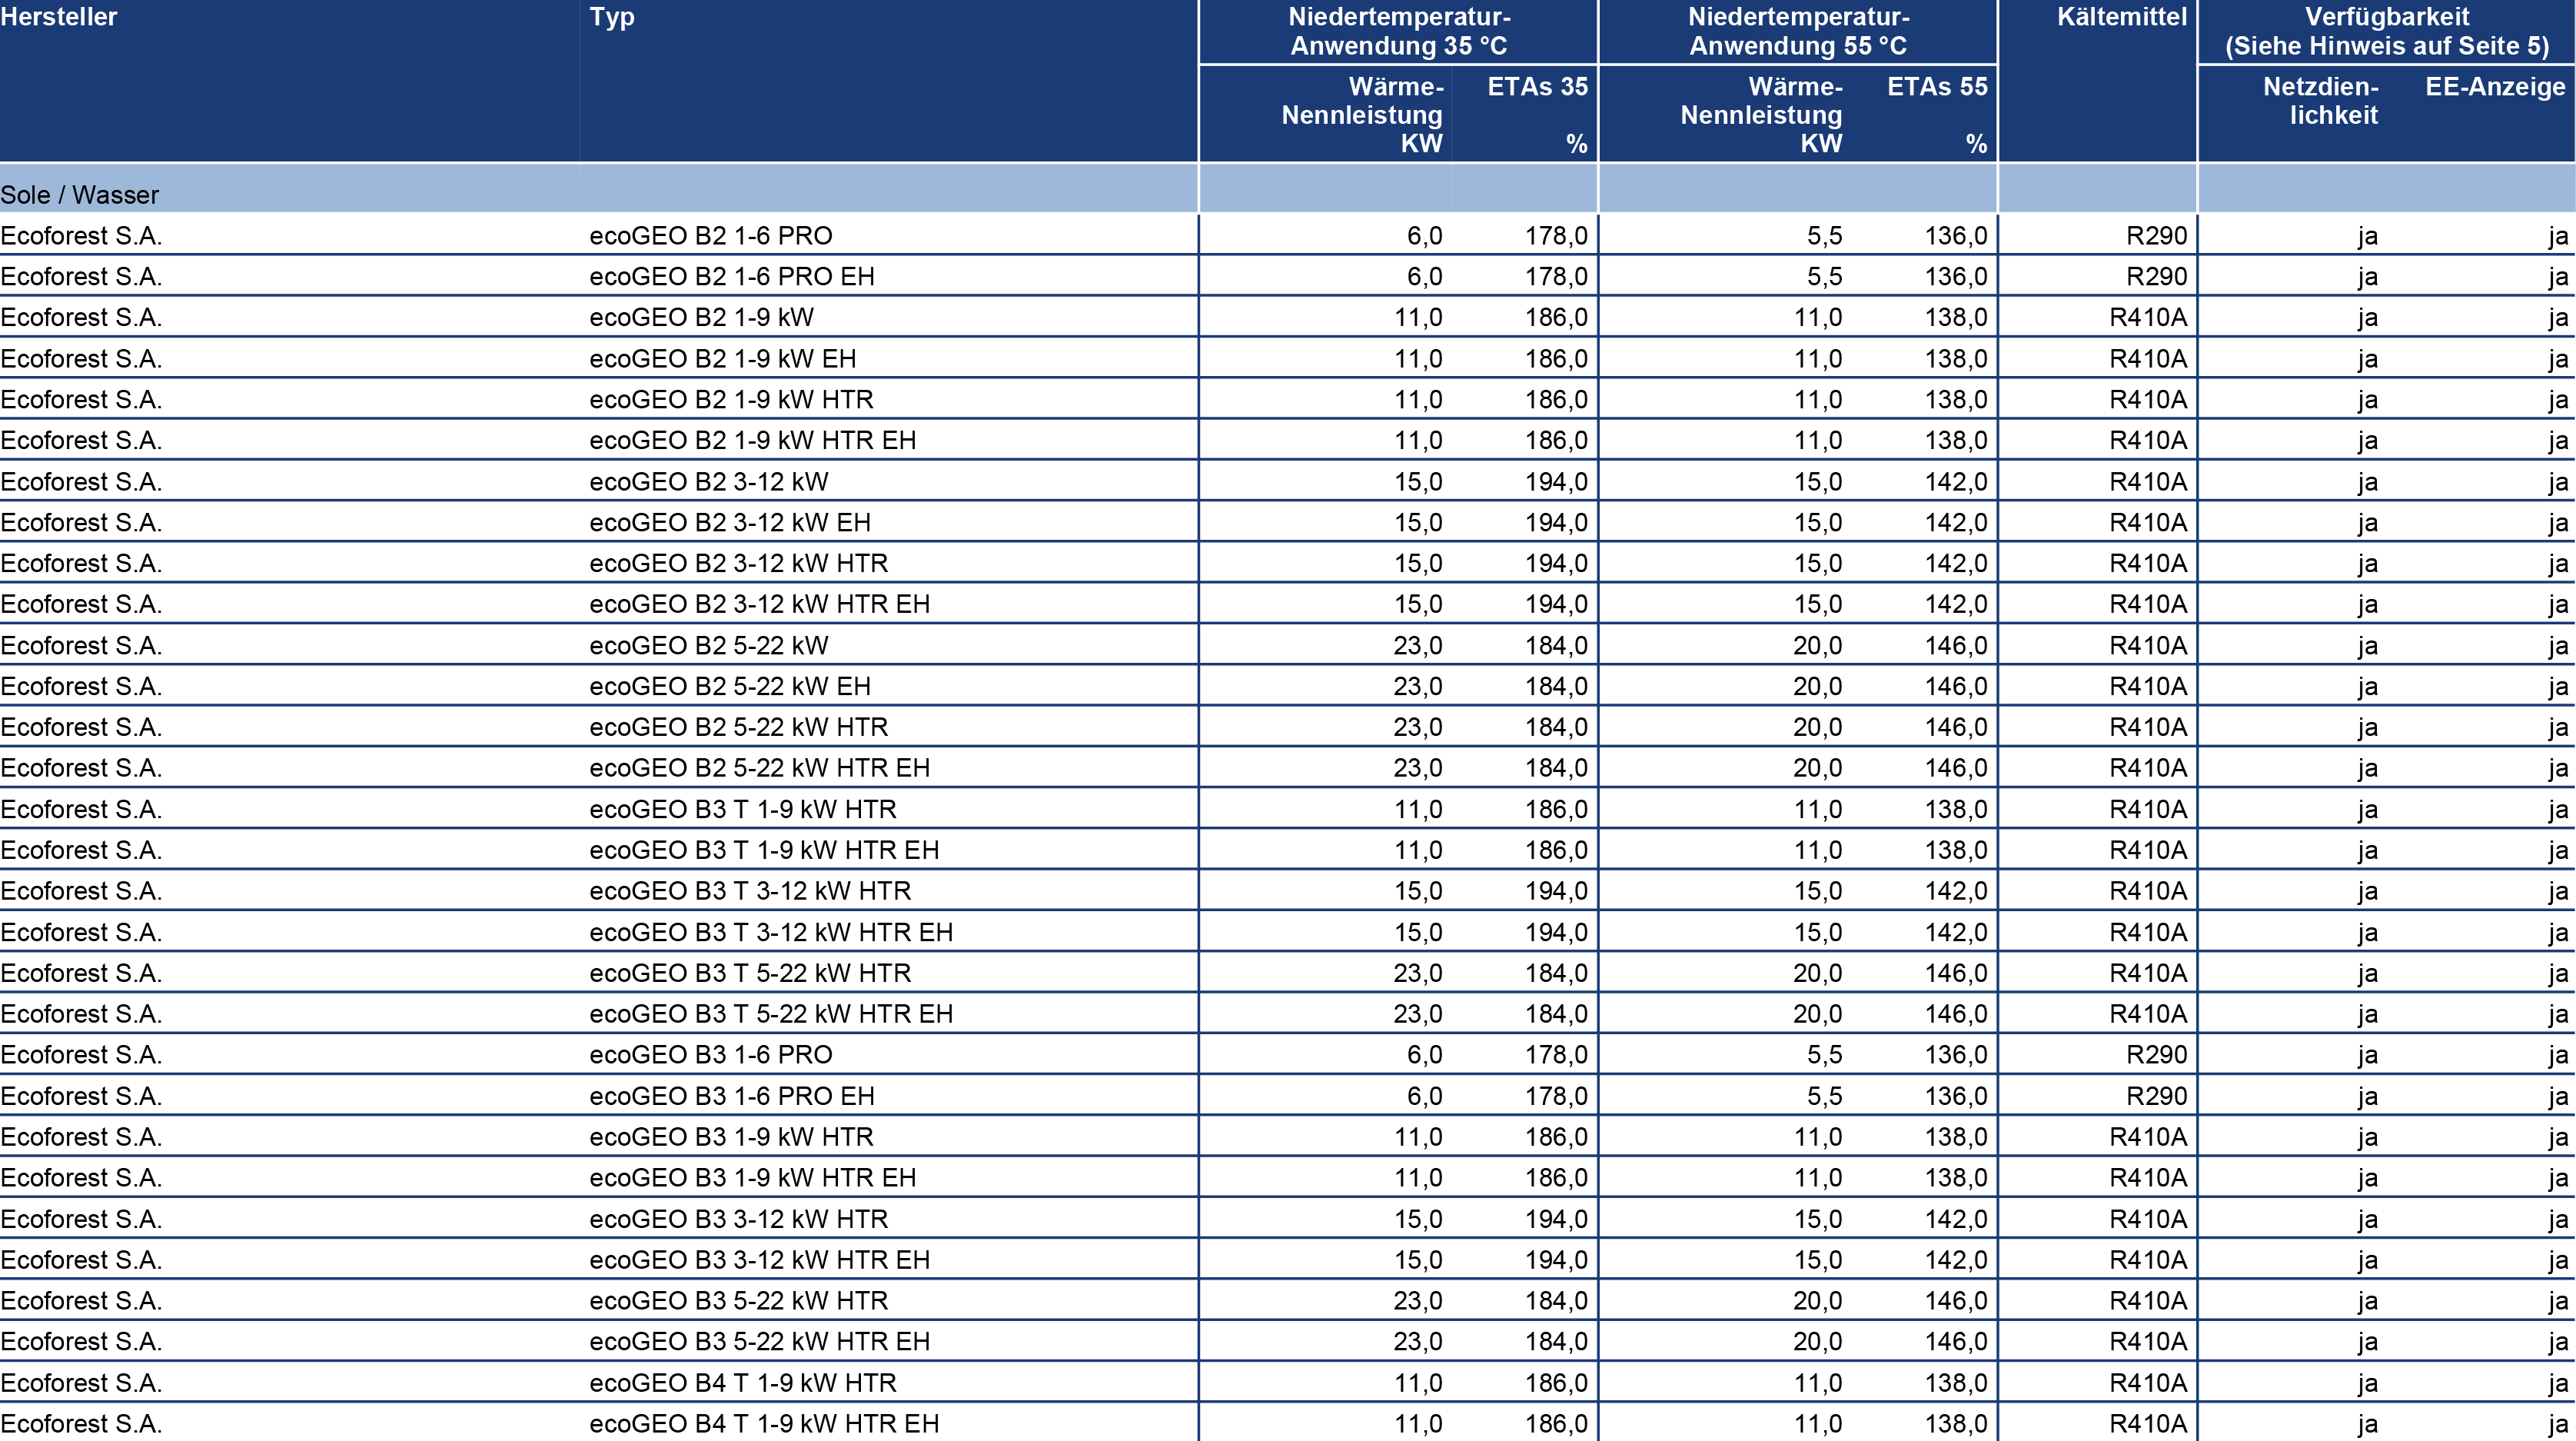 Hersteller Typ Niedertemperatur- Niedertemperatur- Kältemittel Verfügbarkeit
Anwendung 35 °C Anwendung 55 °C (Siehe Hinweis auf Seite 5)
Wärme- ETAs 35 Wärme- ETAs 55 Netzdien- EE-Anzeige
Nennleistung Nennleistung lichkeit
KW % KW %
Sole / Wasser
Ecoforest S.A. ecoGEO B2 1-6 PRO 6,0 178,0 5,5 136,0 R290 ja ja
Ecoforest S.A. ecoGEO B2 1-6 PRO EH 6,0 178,0 5,5 136,0 R290 ja ja
Ecoforest S.A. ecoGEO B2 1-9 kW 11,0 186,0 11,0 138,0 R410A ja ja
Ecoforest S.A. ecoGEO B2 1-9 kW EH 11,0 186,0 11,0 138,0 R410A ja ja
Ecoforest S.A. ecoGEO B2 1-9 kW HTR 11,0 186,0 11,0 138,0 R410A ja ja
Ecoforest S.A. ecoGEO B2 1-9 kW HTR EH 11,0 186,0 11,0 138,0 R410A ja ja
Ecoforest S.A. ecoGEO B2 3-12 kW 15,0 194,0 15,0 142,0 R410A ja ja
Ecoforest S.A. ecoGEO B2 3-12 kW EH 15,0 194,0 15,0 142,0 R410A ja ja
Ecoforest S.A. ecoGEO B2 3-12 kW HTR 15,0 194,0 15,0 142,0 R410A ja ja
Ecoforest S.A. ecoGEO B2 3-12 kW HTR EH 15,0 194,0 15,0 142,0 R410A ja ja
Ecoforest S.A. ecoGEO B2 5-22 kW 23,0 184,0 20,0 146,0 R410A ja ja
Ecoforest S.A. ecoGEO B2 5-22 kW EH 23,0 184,0 20,0 146,0 R410A ja ja
Ecoforest S.A. ecoGEO B2 5-22 kW HTR 23,0 184,0 20,0 146,0 R410A ja ja
Ecoforest S.A. ecoGEO B2 5-22 kW HTR EH 23,0 184,0 20,0 146,0 R410A ja ja
Ecoforest S.A. ecoGEO B3 T 1-9 kW HTR 11,0 186,0 11,0 138,0 R410A ja ja
Ecoforest S.A. ecoGEO B3 T 1-9 kW HTR EH 11,0 186,0 11,0 138,0 R410A ja ja
Ecoforest S.A. ecoGEO B3 T 3-12 kW HTR 15,0 194,0 15,0 142,0 R410A ja ja
Ecoforest S.A. ecoGEO B3 T 3-12 kW HTR EH 15,0 194,0 15,0 142,0 R410A ja ja
Ecoforest S.A. ecoGEO B3 T 5-22 kW HTR 23,0 184,0 20,0 146,0 R410A ja ja
Ecoforest S.A. ecoGEO B3 T 5-22 kW HTR EH 23,0 184,0 20,0 146,0 R410A ja ja
Ecoforest S.A. ecoGEO B3 1-6 PRO 6,0 178,0 5,5 136,0 R290 ja ja
Ecoforest S.A. ecoGEO B3 1-6 PRO EH 6,0 178,0 5,5 136,0 R290 ja ja
Ecoforest S.A. ecoGEO B3 1-9 kW HTR 11,0 186,0 11,0 138,0 R410A ja ja
Ecoforest S.A. ecoGEO B3 1-9 kW HTR EH 11,0 186,0 11,0 138,0 R410A ja ja
Ecoforest S.A. ecoGEO B3 3-12 kW HTR 15,0 194,0 15,0 142,0 R410A ja ja
Ecoforest S.A. ecoGEO B3 3-12 kW HTR EH 15,0 194,0 15,0 142,0 R410A ja ja
Ecoforest S.A. ecoGEO B3 5-22 kW HTR 23,0 184,0 20,0 146,0 R410A ja ja
Ecoforest S.A. ecoGEO B3 5-22 kW HTR EH 23,0 184,0 20,0 146,0 R410A ja ja
Ecoforest S.A. ecoGEO B4 T 1-9 kW HTR 11,0 186,0 11,0 138,0 R410A ja ja
Ecoforest S.A. ecoGEO B4 T 1-9 kW HTR EH 11,0 186,0 11,0 138,0 R410A ja ja